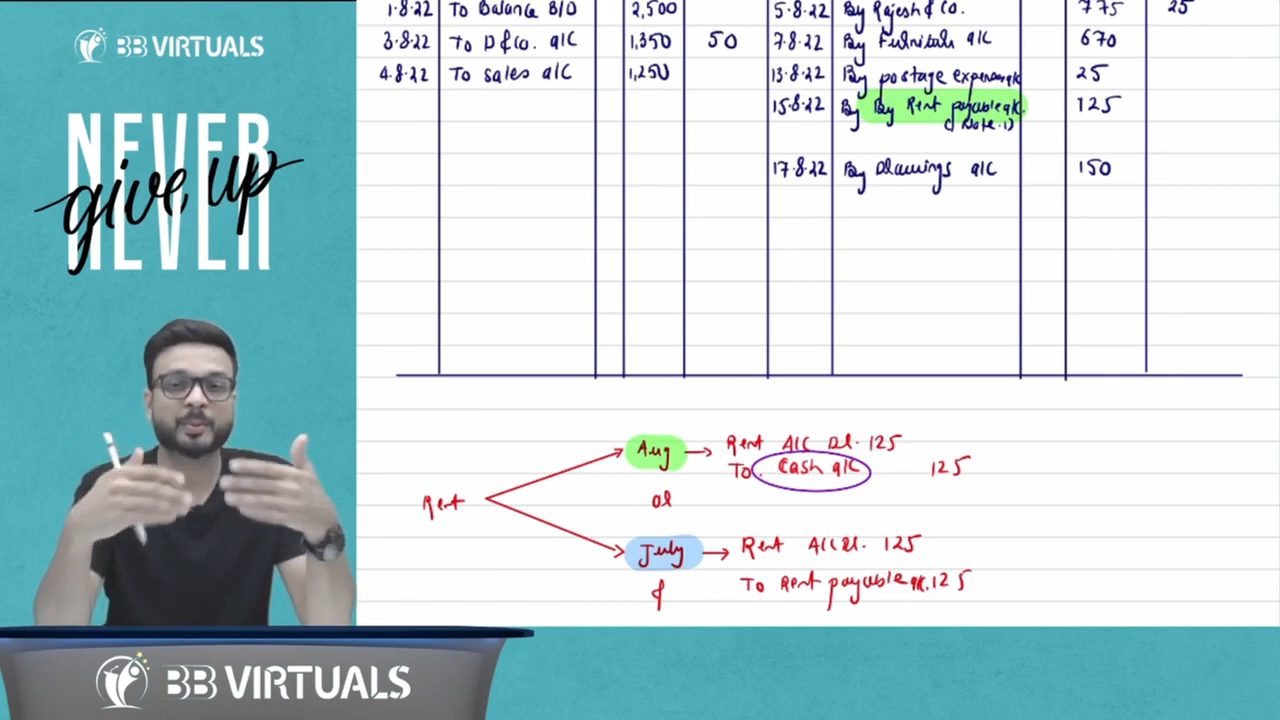 BB VIRTUALS
NEVER
give up
NEVER
1.8.22 To Balance B/D 2,500 5.8.22 By Rajesh & Co. 775 25
3.8.22 To D & Co. a/c 1,350 50 7.8.22 By Furniture a/c 670
4.8.22 To sales a/c 1,250 13.8.22 By postage expenses a/c 25
15.8.22 By By Rent payable a/c. 125
(Note.1)
17.8.22 By Drawings a/c 150
Rent
Aug → Rent A/C Dr. 125
To Cash a/c 125
or
July → Rent A/C Dr. 125
To Rent payable a/c. 125
&
BB VIRTUALS